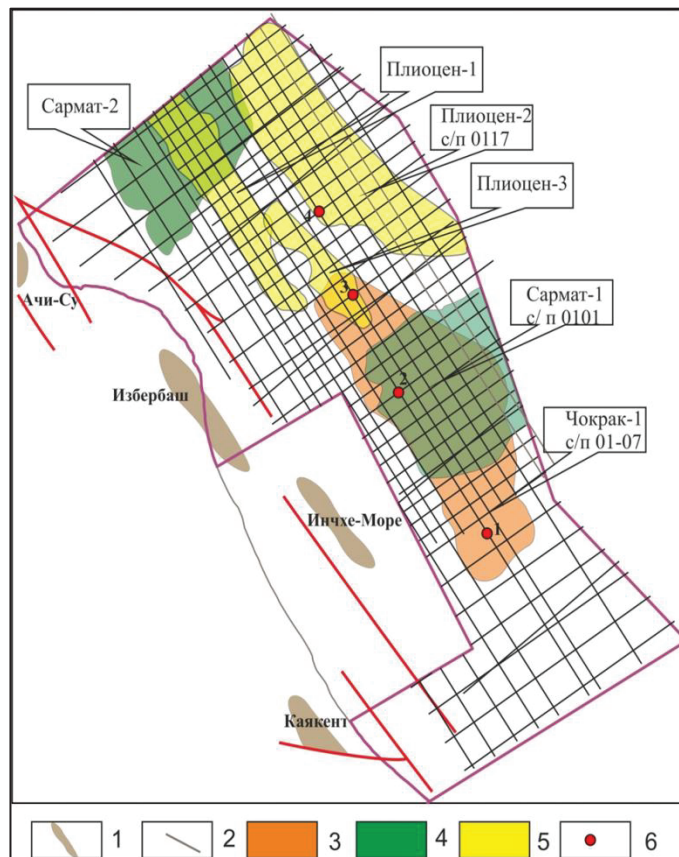 Плиоцен-1
Сармат-2
Плиоцен-2
с/п 0117
Плиоцен-3
4
3
Ачи-Су
Сармат-1
с/ п 0101
2
Избербаш
Чокрак-1
с/п 01-07
Инчхе-Море
1
Каякент
1 2 3 4 5 6